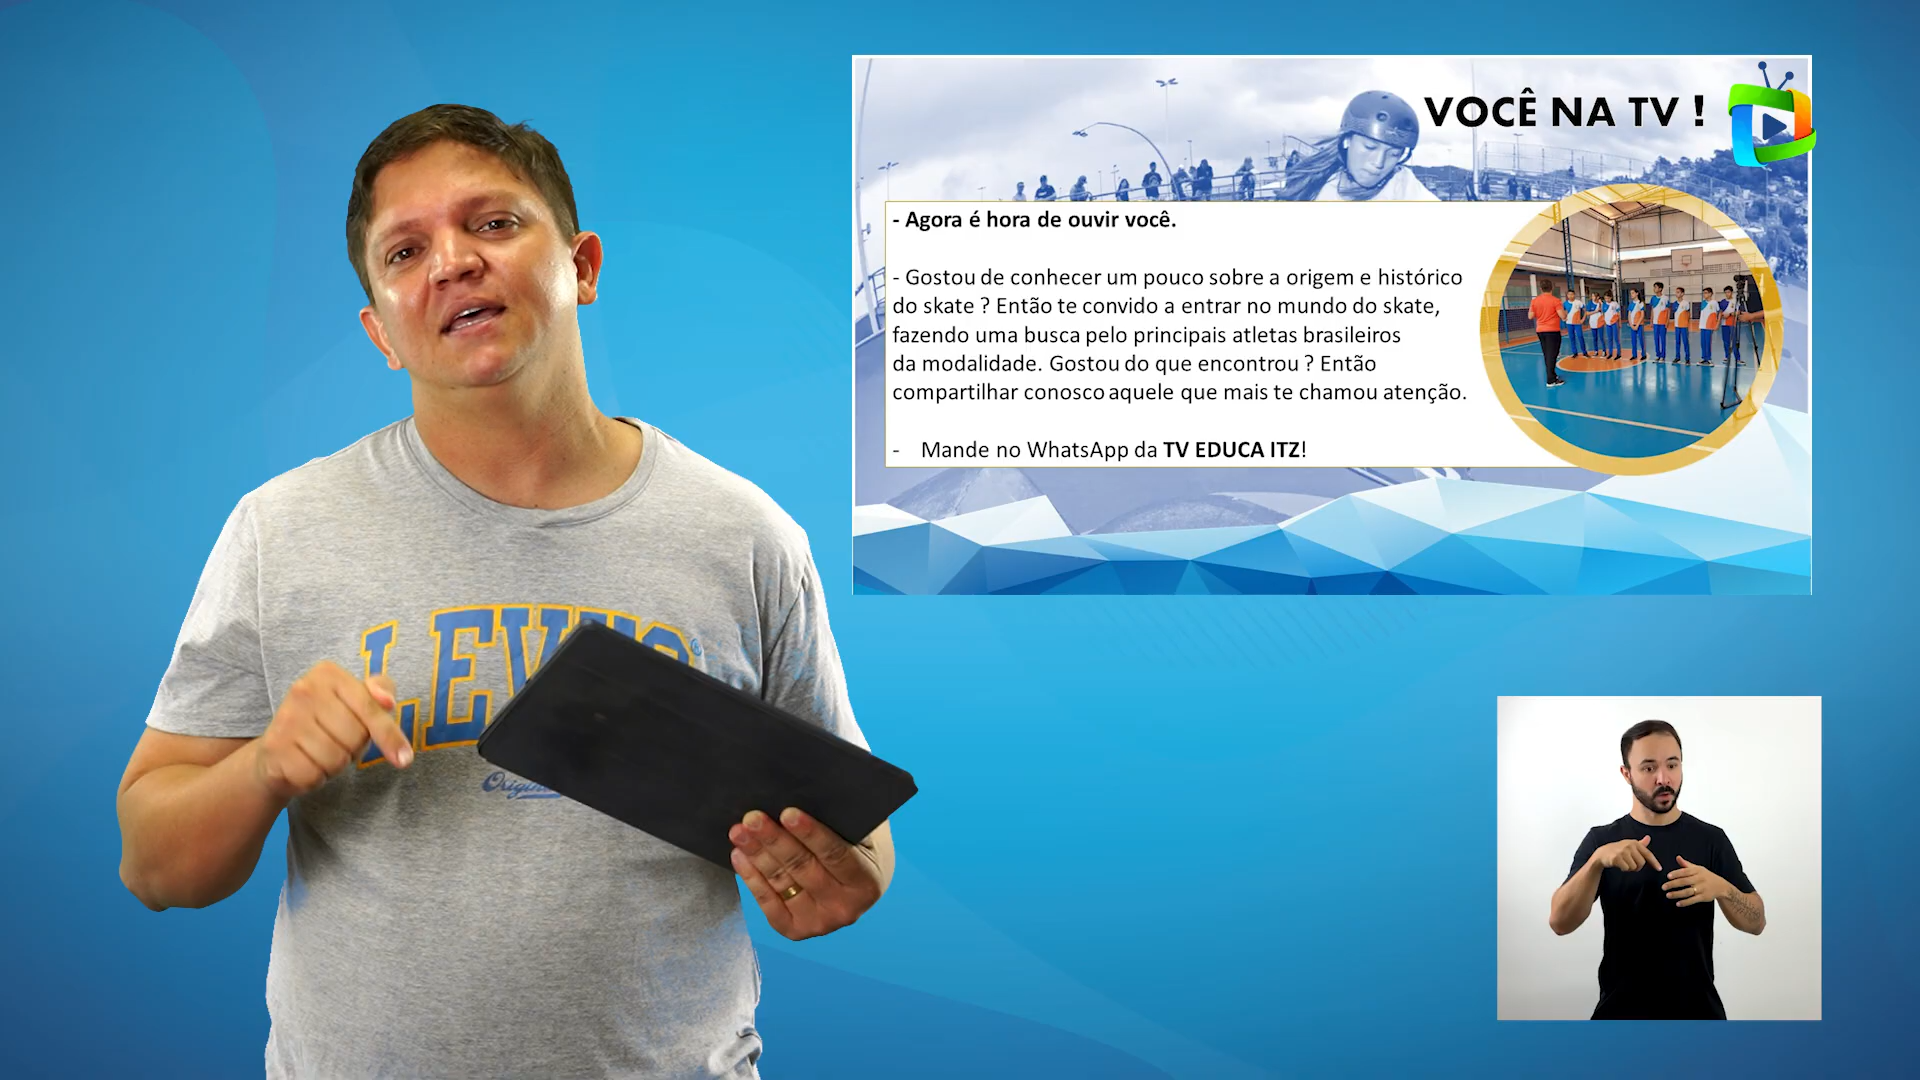 VOCÊ NA TV !
- Agora é hora de ouvir você.
- Gostou de conhecer um pouco sobre a origem e histórico
do skate ? Então te convido a entrar no mundo do skate,
fazendo uma busca pelo principais atletas brasileiros
da modalidade. Gostou do que encontrou ? Então
compartilhar conosco aquele que mais te chamou atenção.
- Mande no WhatsApp da TV EDUCA ITZ!